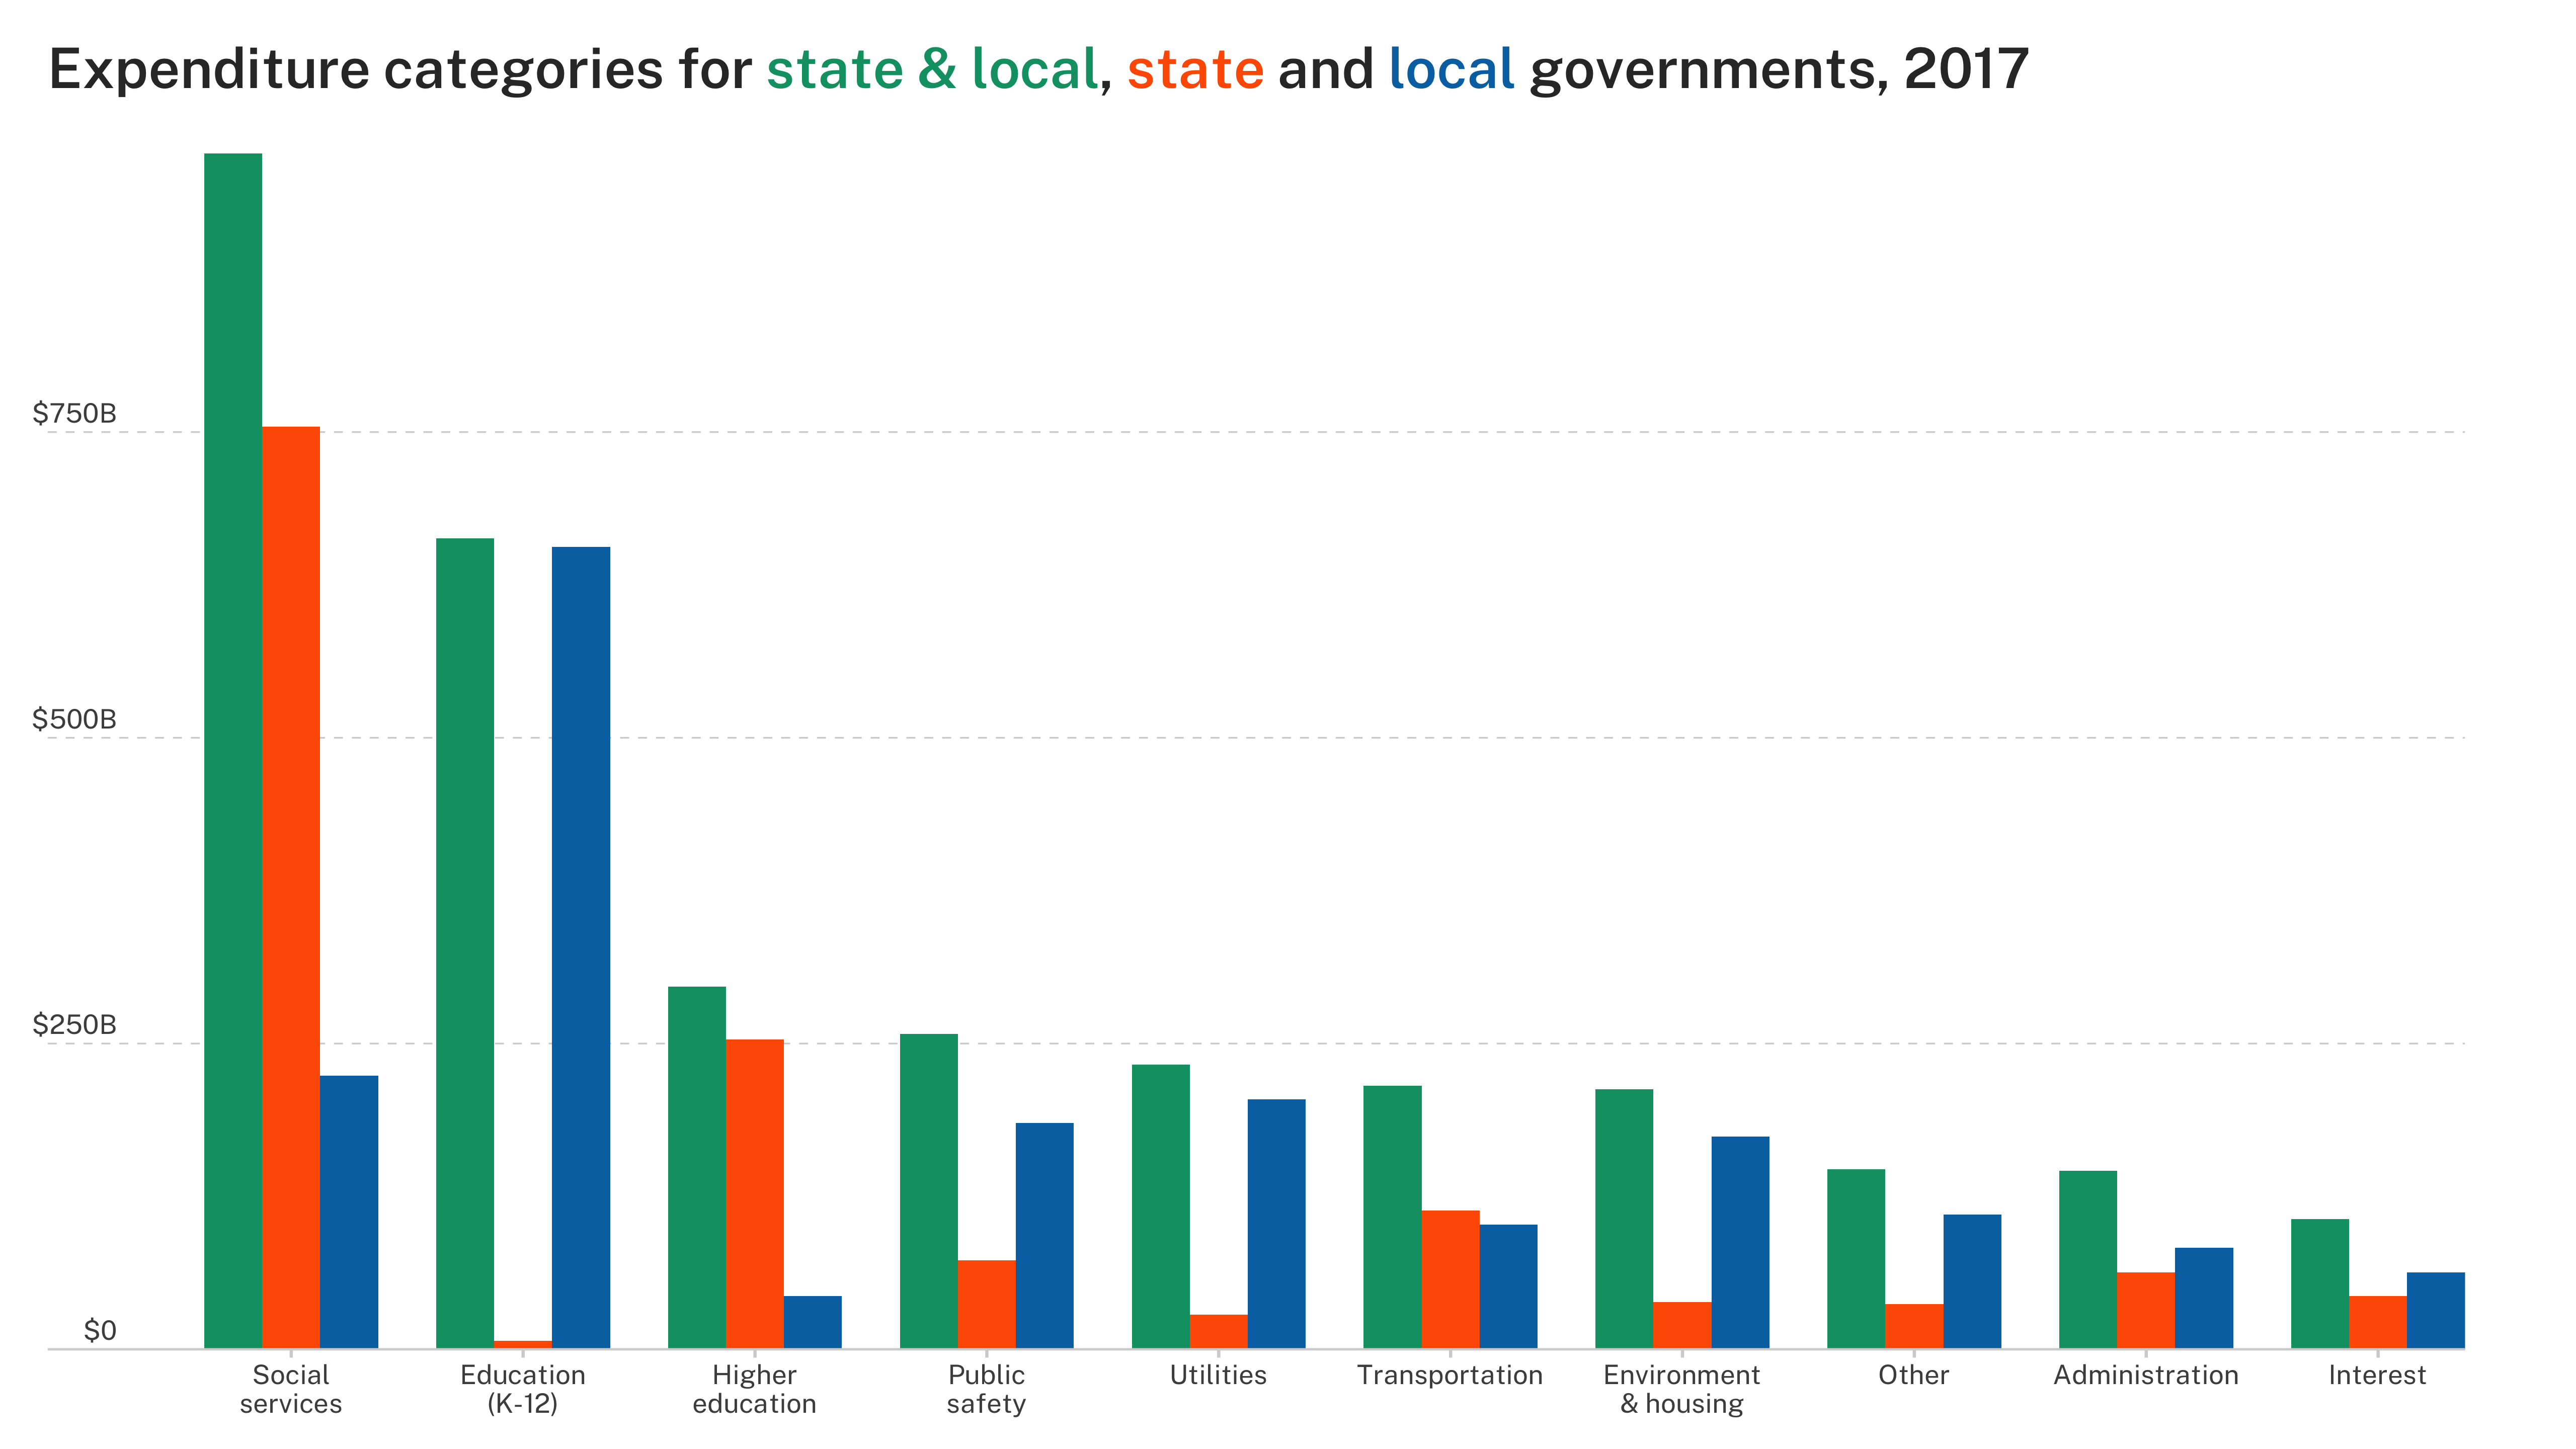 Expenditure categories for state & local, state and local governments, 2017
$750B
$500B
$250B
$0
Social
services
Education
(K-12)
Higher
education
Public
safety
Utilities
Transportation
Environment
& housing
Other
Administration
Interest